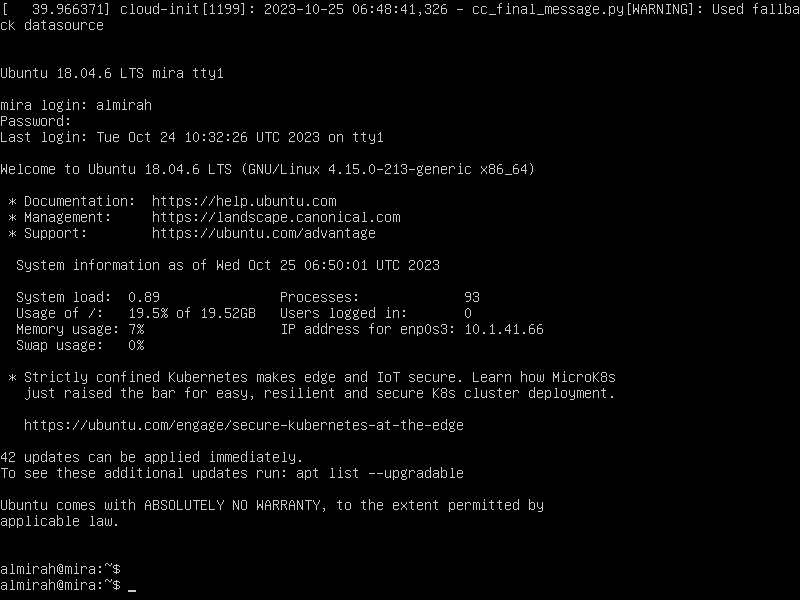 [   39.966371] cloud-init[1199]: 2023-10-25 06:48:41,326 - cc_final_message.py[WARNING]: Used fallba
ck datasource
Ubuntu 18.04.6 LTS mira tty1
mira login: almirah
Password:
Last login: Tue Oct 24 10:32:26 UTC 2023 on tty1
Welcome to Ubuntu 18.04.6 LTS (GNU/Linux 4.15.0-213-generic x86_64)
 * Documentation:  https://help.ubuntu.com
 * Management:     https://landscape.canonical.com
 * Support:        https://ubuntu.com/advantage
  System information as of Wed Oct 25 06:50:01 UTC 2023
  System load:  0.89               Processes:             93
  Usage of /:   19.5% of 19.52GB   Users logged in:       0
  Memory usage: 7%                 IP address for enp0s3: 10.1.41.66
  Swap usage:   0%
 * Strictly confined Kubernetes makes edge and IoT secure. Learn how MicroK8s
   just raised the bar for easy, resilient and secure K8s cluster deployment.
   https://ubuntu.com/engage/secure-kubernetes-at-the-edge
42 updates can be applied immediately.
To see these additional updates run: apt list --upgradable
Ubuntu comes with ABSOLUTELY NO WARRANTY, to the extent permitted by
applicable law.
almirah@mira:~$
almirah@mira:~$ _